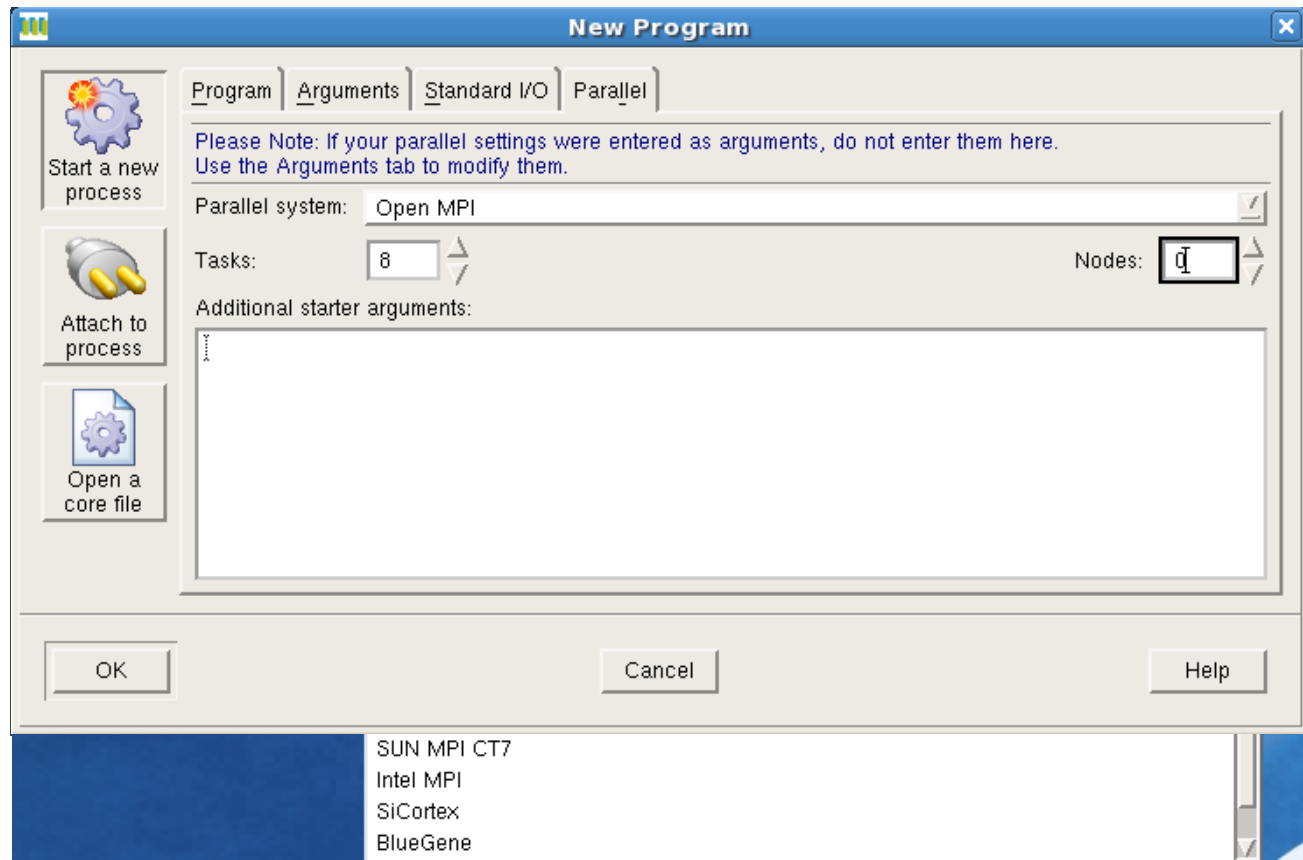 New Program
Program Arguments Standard I/O Parallel
Start a new
process
Please Note: If your parallel settings were entered as arguments, do not enter them here.
Use the Arguments tab to modify them.
Parallel system: Open MPI
Tasks: 8 Nodes: 0
Additional starter arguments:
Attach to
process
Open a
core file
OK Cancel Help
SUN MPI CT7
Intel MPI
SiCortex
BlueGene